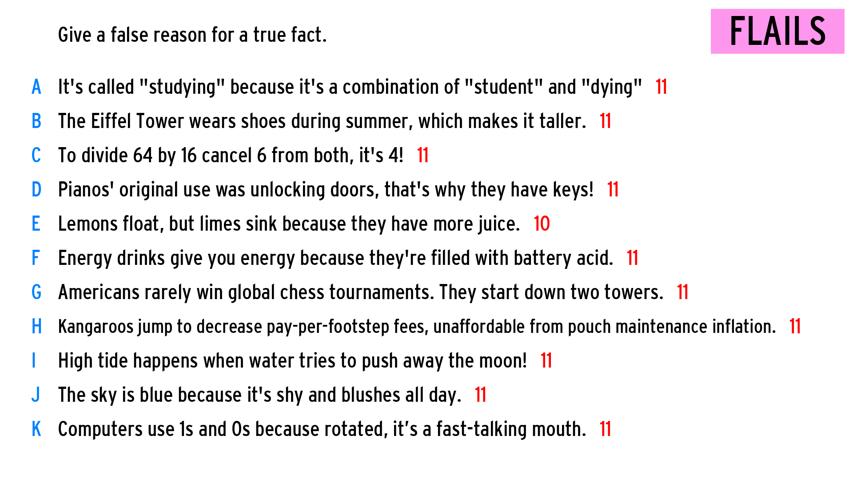 Give a false reason for a true fact.
FLAILS
A It's called "studying" because it's a combination of "student" and "dying" 11
B The Eiffel Tower wears shoes during summer, which makes it taller. 11
C To divide 64 by 16 cancel 6 from both, it's 4! 11
D Pianos' original use was unlocking doors, that's why they have keys! 11
E Lemons float, but limes sink because they have more juice. 10
F Energy drinks give you energy because they're filled with battery acid. 11
G Americans rarely win global chess tournaments. They start down two towers. 11
H Kangaroos jump to decrease pay-per-footstep fees, unaffordable from pouch maintenance inflation. 11
I High tide happens when water tries to push away the moon! 11
J The sky is blue because it's shy and blushes all day. 11
K Computers use 1s and 0s because rotated, it’s a fast-talking mouth. 11